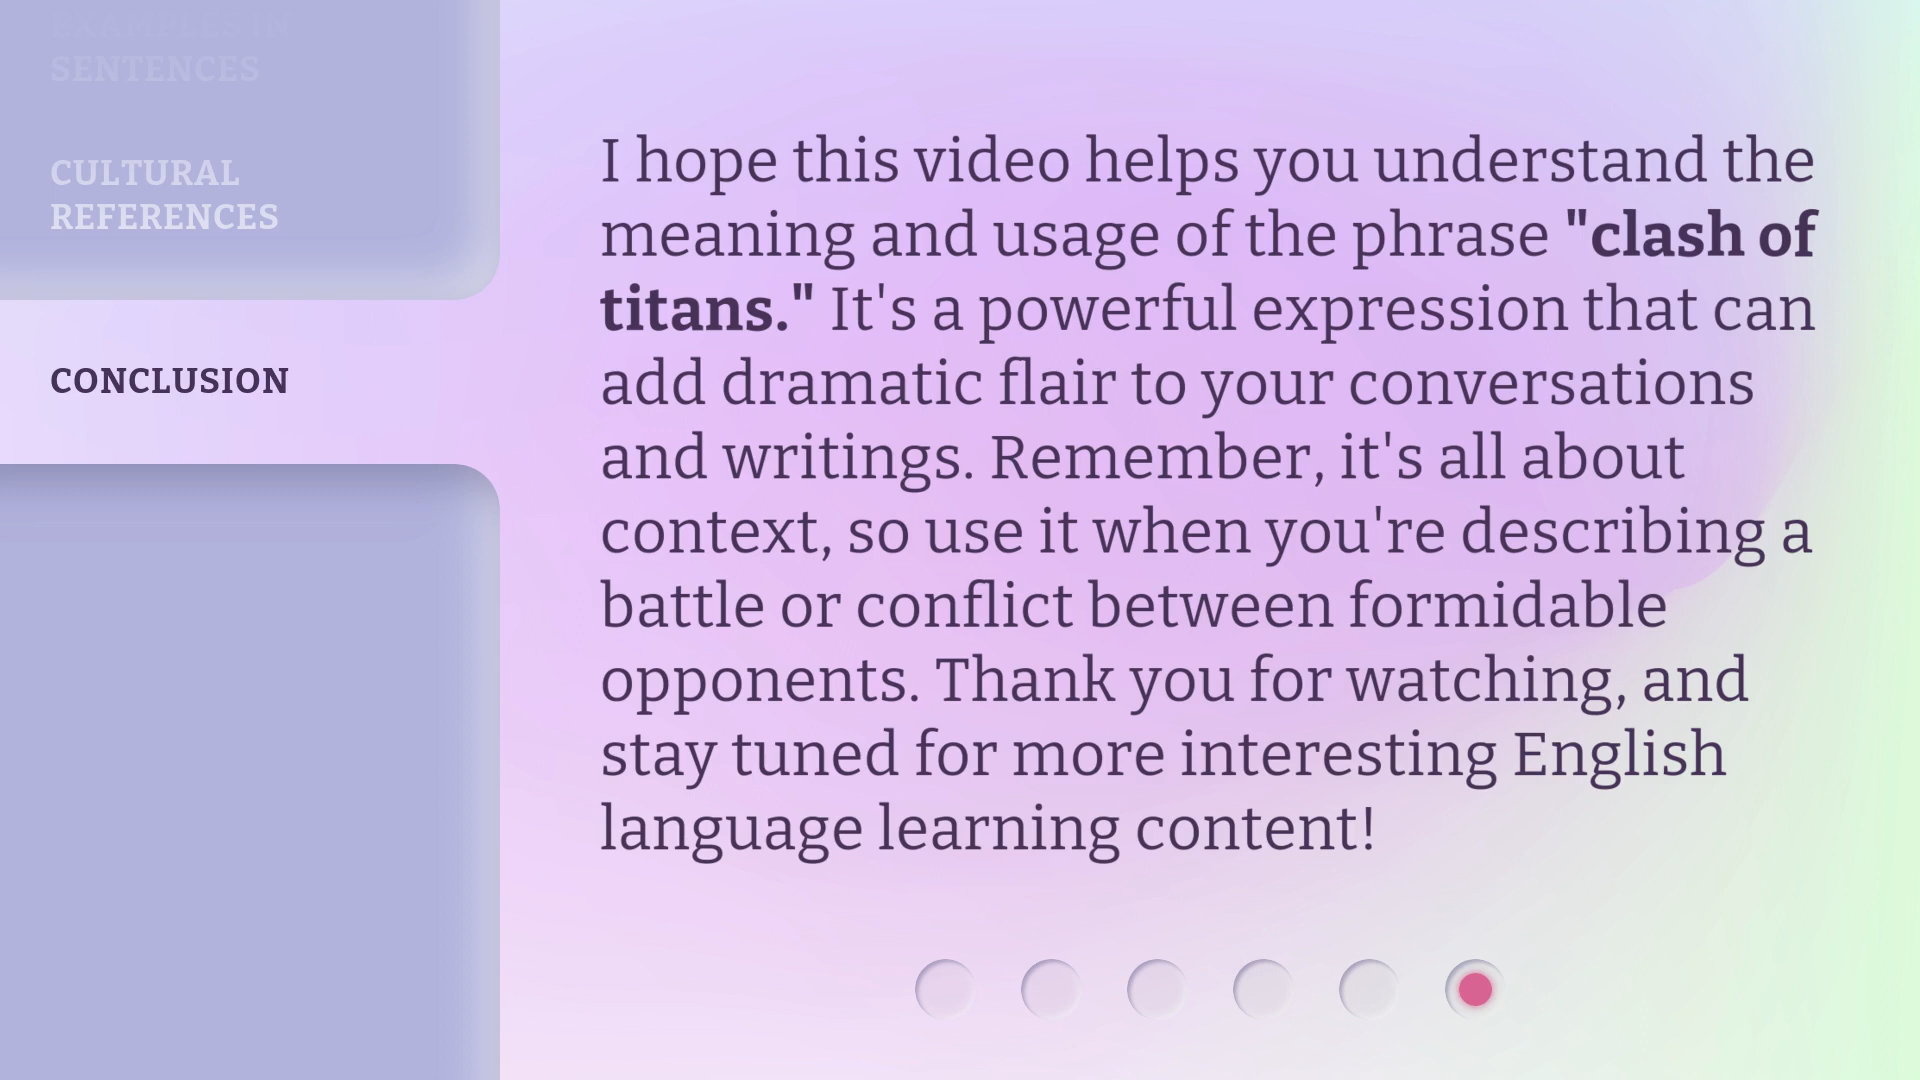 EXAMPLES IN
SENTENCES
CULTURAL
REFERENCES
CONCLUSION
I hope this video helps you understand the
meaning and usage of the phrase "clash of
titans." It's a powerful expression that can
add dramatic flair to your conversations
and writings. Remember, it's all about
context, so use it when you're describing a
battle or conflict between formidable
opponents. Thank you for watching, and
stay tuned for more interesting English
language learning content!